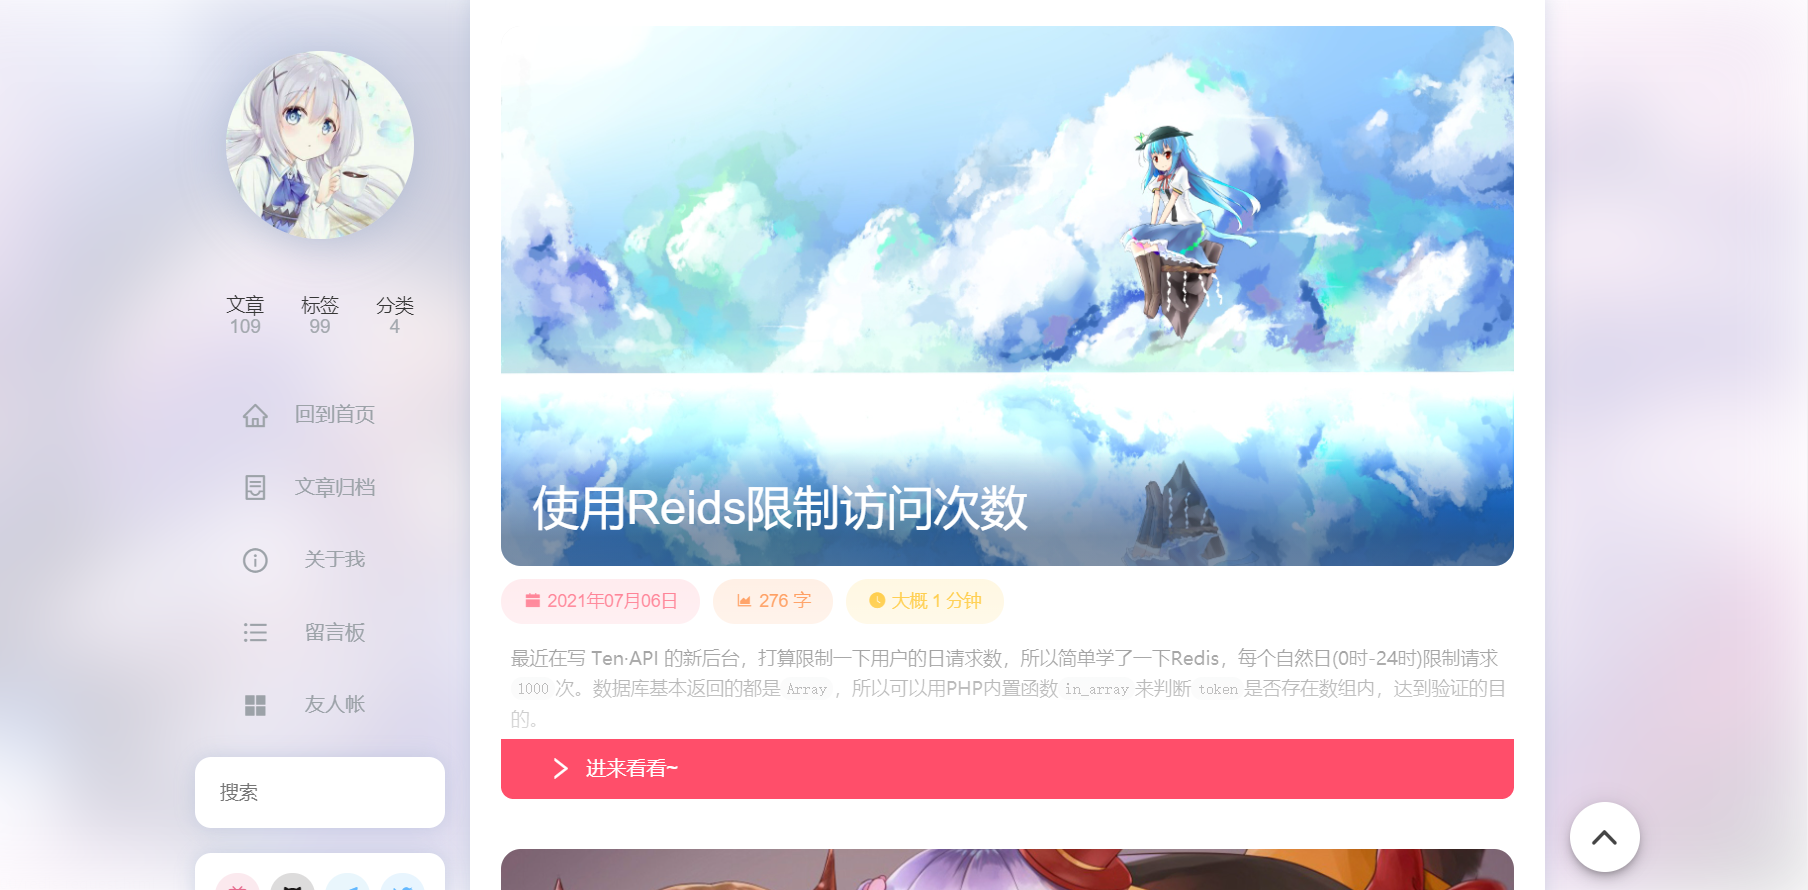 文章 标签 分类
109 99 4
回到首页
文章归档
关于我
留言板
友人帐
搜索
使用Reids限制访问次数
2021年07月06日 276 字 大概 1 分钟
最近在写 Ten·API 的新后台，打算限制一下用户的日请求数，所以简单学了一下Redis，每个自然日(0时-24时)限制请求
1000 次。数据库基本返回的都是 Array ，所以可以用PHP内置函数 in_array 来判断 token 是否存在数组内，达到验证的目
的。
进来看看~